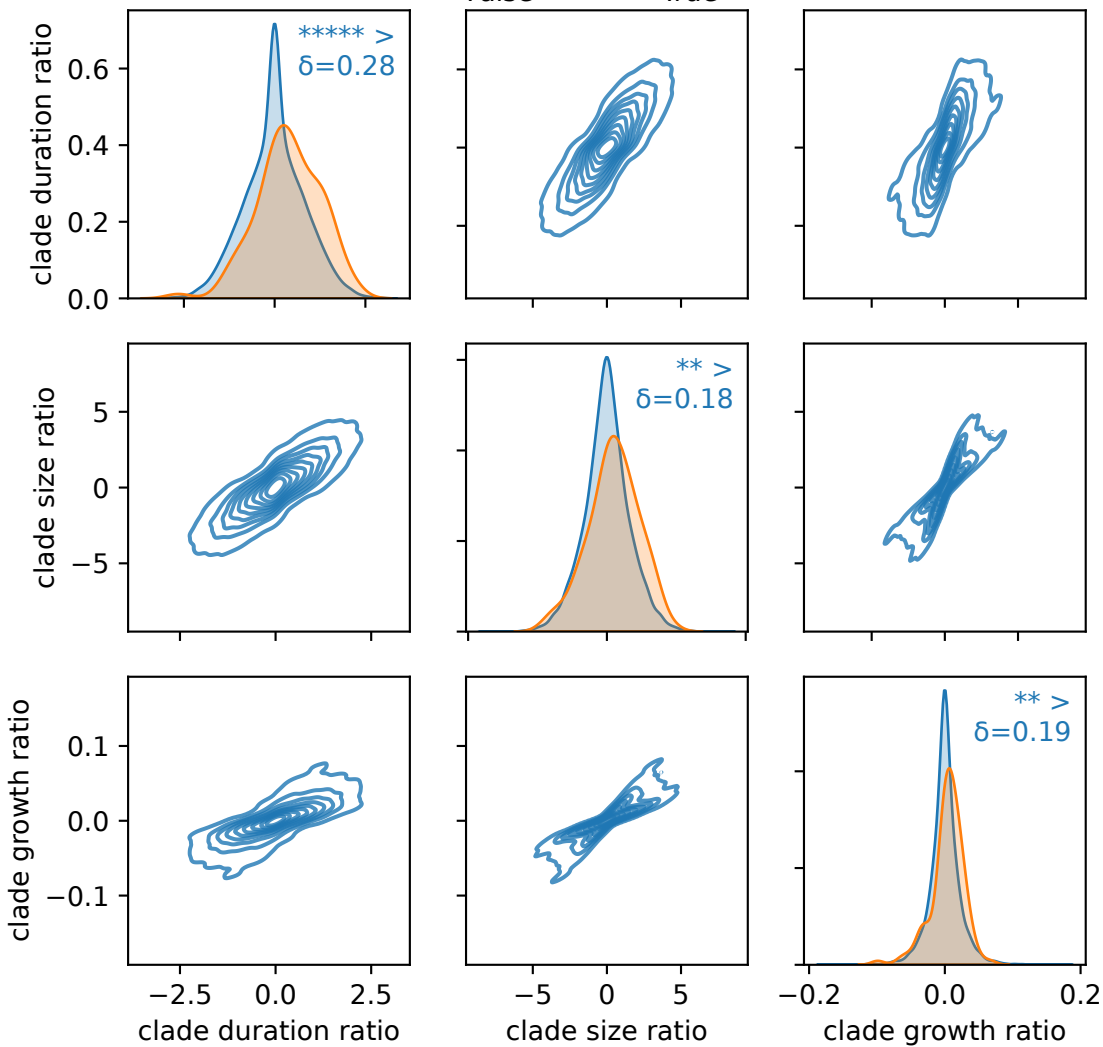 clade duration ratio
0.6
0.4
0.2
0.0
***** >
δ=0.28
clade size ratio
5
0
−5
** >
δ=0.18
clade growth ratio
0.1
0.0
−0.1
** >
δ=0.19
−2.5 0.0 2.5
−5 0 5
−0.2 0.0 0.2
clade duration ratio
clade size ratio
clade growth ratio